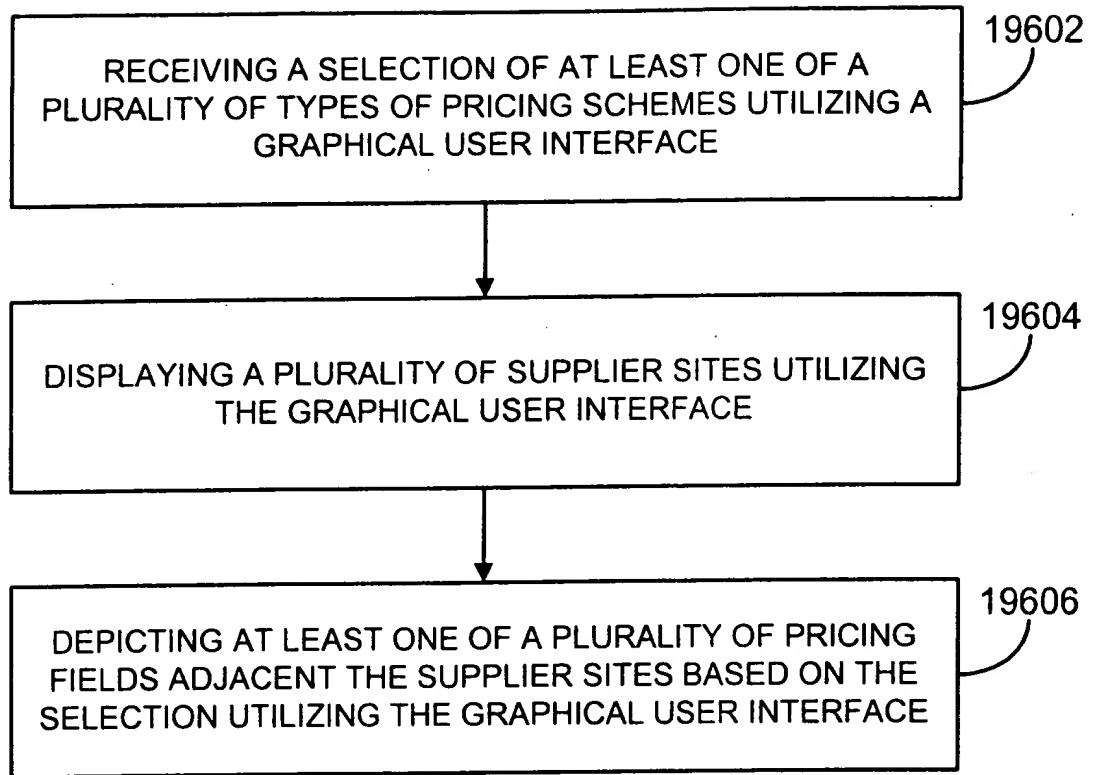 19602
RECEIVING A SELECTION OF AT LEAST ONE OF A
PLURALITY OF TYPES OF PRICING SCHEMES UTILIZING A
GRAPHICAL USER INTERFACE
19604
DISPLAYING A PLURALITY OF SUPPLIER SITES UTILIZING
THE GRAPHICAL USER INTERFACE
19606
DEPICTING AT LEAST ONE OF A PLURALITY OF PRICING
FIELDS ADJACENT THE SUPPLIER SITES BASED ON THE
SELECTION UTILIZING THE GRAPHICAL USER INTERFACE